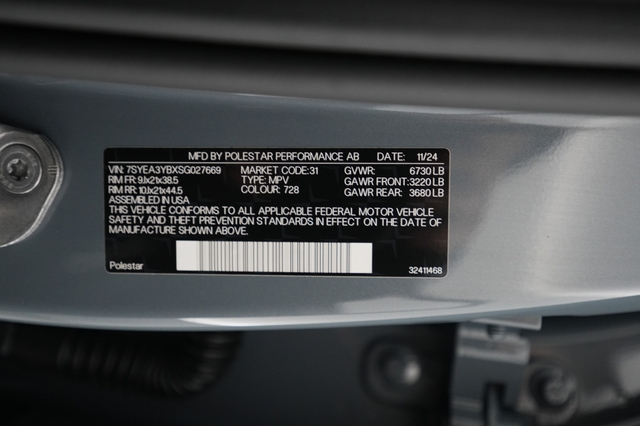 MFD BY POLESTAR PERFORMANCE AB DATE: 11/24
VIN: 7SYEA3YBXSG027669 MARKET CODE:31 GVWR: 6730 LB
RIM FR: 9Jx21x38.5 TYPE: MPV GAWR FRONT: 3220 LB
RIM RR: 10Jx21x44.5 COLOUR: 728 GAWR REAR: 3680 LB
ASSEMBLED IN USA
THIS VEHICLE CONFORMS TO ALL APPLICABLE FEDERAL MOTOR VEHICLE
SAFETY AND THEFT PREVENTION STANDARDS IN EFFECT ON THE DATE OF
MANUFACTURE SHOWN ABOVE.
Polestar 32411468